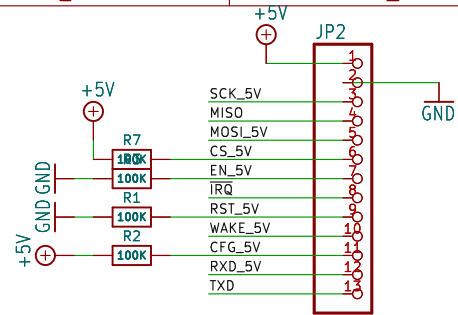 +5V
JP2
1
2
+5V
SCK_5V 3
GND
MISO 4
R7
MOSI_5V 5
100K CS_5V 6
GND 100K EN_5V 7
IRQ 8
R1
GND 100K RST_5V 9
R2
WAKE_5V 10
+5V 100K CFG_5V 11
RXD_5V 12
TXD 13